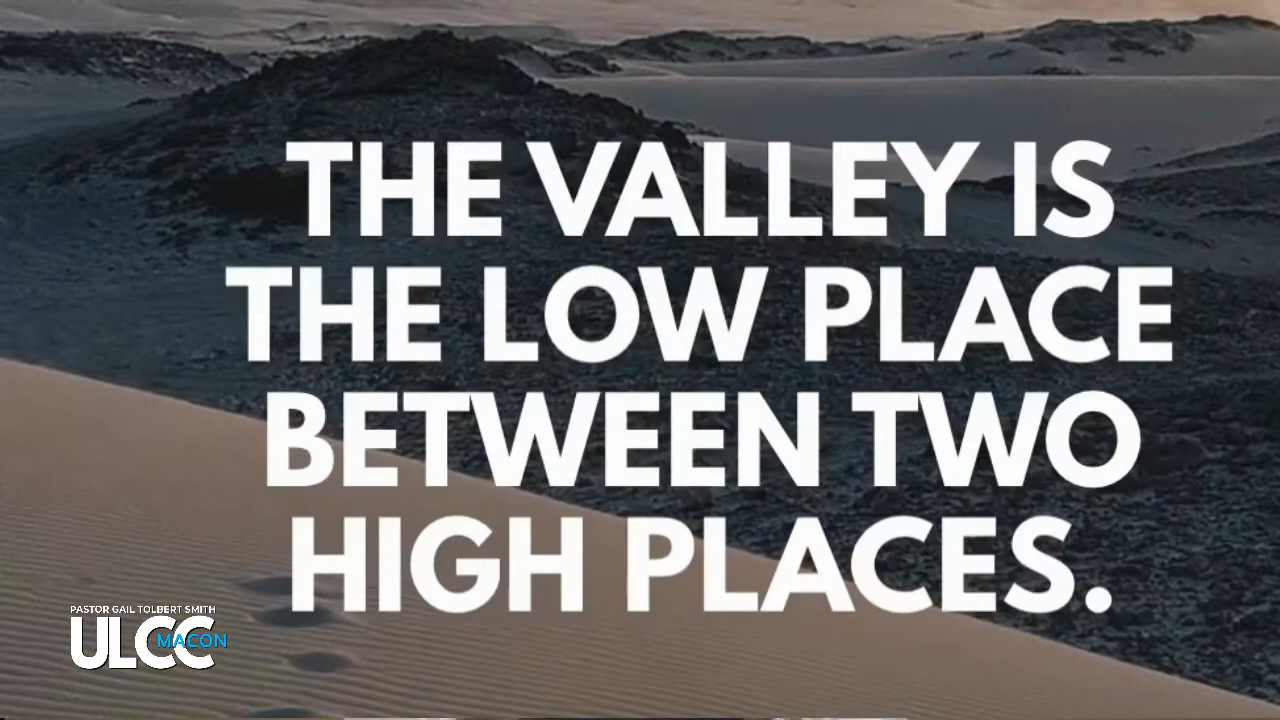 THE VALLEY IS
THE LOW PLACE
BETWEEN TWO
HIGH PLACES.
PASTOR GAIL TOLBERT SMITH
ULCC MACON